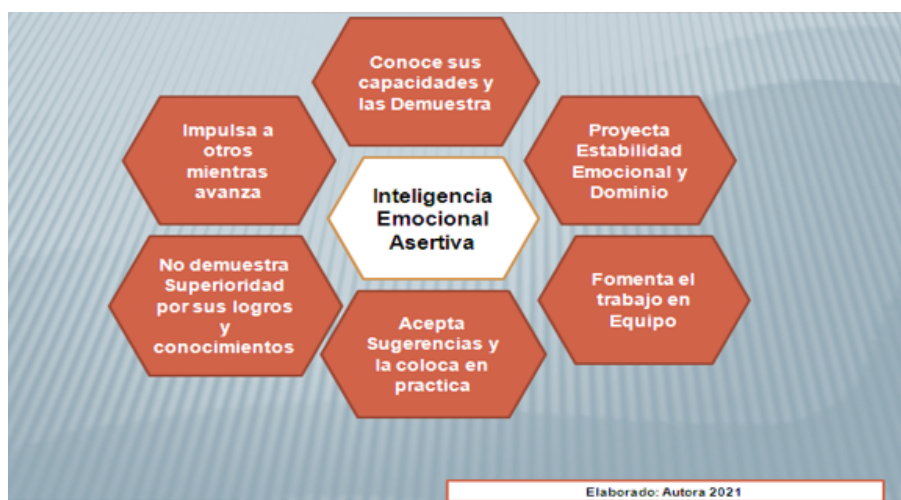 Conoce sus
capacidades y
las Demuestra
Impulsa a
otros
mientras
avanza
Proyecta
Estabilidad
Emocional y
Dominio
Inteligencia
Emocional
Asertiva
No demuestra
Superioridad
por sus logros
y
conocimientos
Fomenta el
trabajo en
Equipo
Acepta
Sugerencias y
la coloca en
practica
Elaborado: Autora 2021